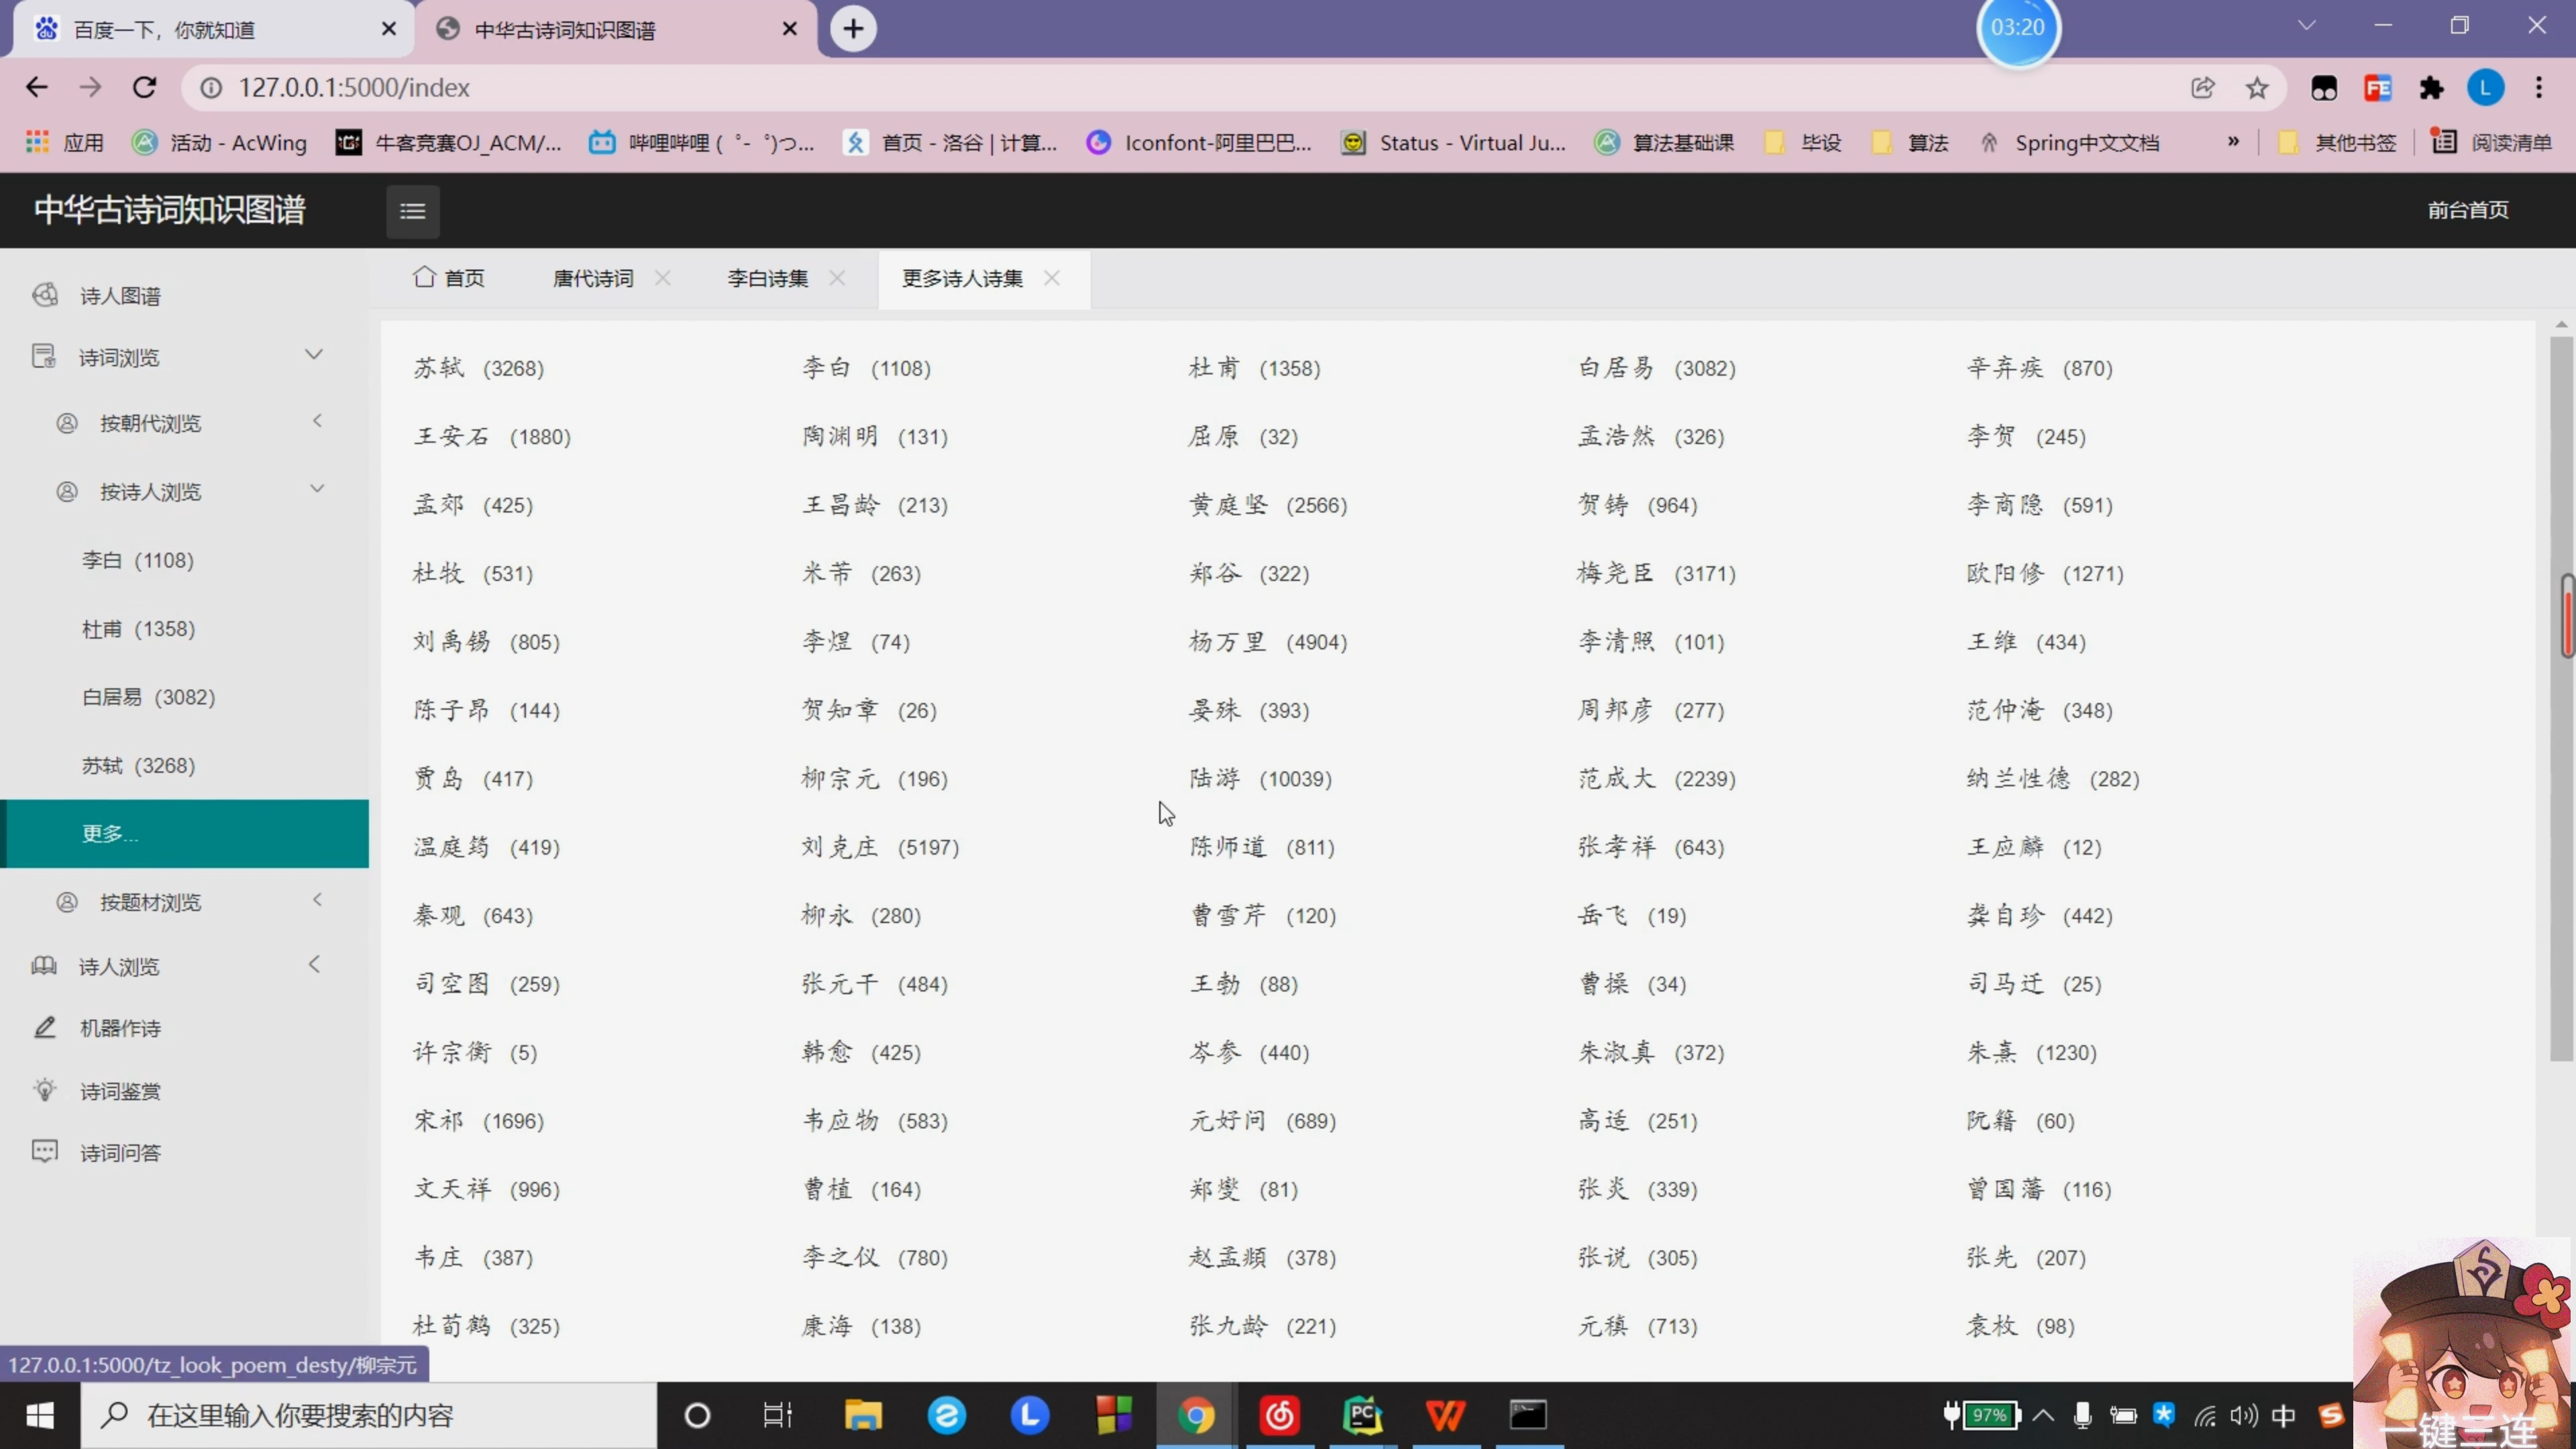 百度一下，你就知道
中华古诗词知识图谱
03:20
127.0.0.1:5000/index
应用 活动 - AcWing 牛客竞赛OJ_ACM/... 哔哩哔哩 ( ゜- ゜)つ... 首页 - 洛谷 | 计算... Iconfont-阿里巴巴... Status - Virtual Ju... 算法基础课 毕设 算法 Spring中文文档 » 其他书签 阅读清单
中华古诗词知识图谱 前台首页
首页 唐代诗词 李白诗集 更多诗人诗集
诗人图谱
诗词浏览
按朝代浏览
按诗人浏览
李白 (1108)
杜甫 (1358)
白居易 (3082)
苏轼 (3268)
更多...
按题材浏览
诗人浏览
机器作诗
诗词鉴赏
诗词问答
苏轼 (3268) 李白 (1108) 杜甫 (1358) 白居易 (3082) 辛弃疾 (870)
王安石 (1880) 陶渊明 (131) 屈原 (32) 孟浩然 (326) 李贺 (245)
孟郊 (425) 王昌龄 (213) 黄庭坚 (2566) 贺铸 (964) 李商隐 (591)
杜牧 (531) 米芾 (263) 郑谷 (322) 梅尧臣 (3171) 欧阳修 (1271)
刘禹锡 (805) 李煜 (74) 杨万里 (4904) 李清照 (101) 王维 (434)
陈子昂 (144) 贺知章 (26) 晏殊 (393) 周邦彦 (277) 范仲淹 (348)
贾岛 (417) 柳宗元 (196) 陆游 (10039) 范成大 (2239) 纳兰性德 (282)
温庭筠 (419) 刘克庄 (5197) 陈师道 (811) 张孝祥 (643) 王应麟 (12)
秦观 (643) 柳永 (280) 曹雪芹 (120) 岳飞 (19) 龚自珍 (442)
司空图 (259) 张元干 (484) 王勃 (88) 曹操 (34) 司马迁 (25)
许宗衡 (5) 韩愈 (425) 岑参 (440) 朱淑真 (372) 朱熹 (1230)
宋祁 (1696) 韦应物 (583) 元好问 (689) 高适 (251) 阮籍 (60)
文天祥 (996) 曹植 (164) 郑燮 (81) 张炎 (339) 曾国藩 (116)
韦庄 (387) 李之仪 (780) 赵孟頫 (378) 张说 (305) 张先 (207)
杜荀鹤 (325) 康海 (138) 张九龄 (221) 元稹 (713) 袁枚 (98)
127.0.0.1:5000/tz_look_poem_desty/柳宗元
在这里输入你要搜索的内容
97% 中
一键三连